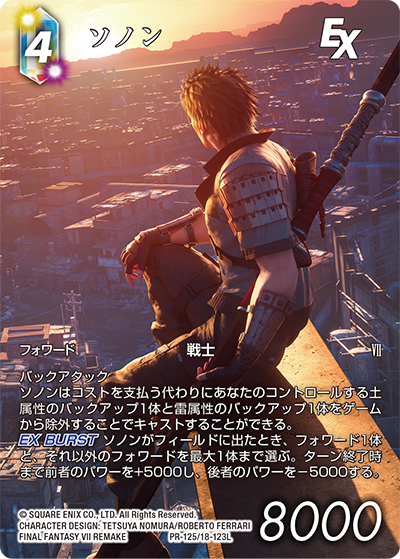 4
ソノン
EX
フォワード 戦士 VII
バックアタック
ソノンはコストを支払う代わりにあなたのコントロールする土
属性のバックアップ1体と雷属性のバックアップ1体をゲーム
から除外することでキャストすることができる。
EX BURST ソノンがフィールドに出たとき、フォワード1体
と、それ以外のフォワードを最大1体まで選ぶ。ターン終了時
まで前者のパワーを+5000し、後者のパワーを-5000する。
© SQUARE ENIX CO., LTD. All Rights Reserved.
CHARACTER DESIGN: TETSUYA NOMURA/ROBERTO FERRARI
FINAL FANTASY VII REMAKE PR-125/18-123L
8000